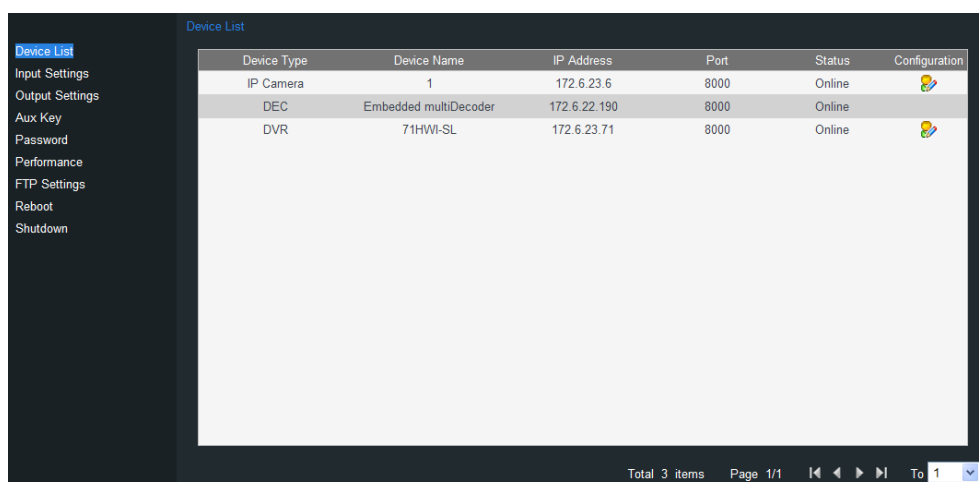 Device List
Device List
Input Settings
Output Settings
Aux Key
Password
Performance
FTP Settings
Reboot
Shutdown
Device Type Device Name IP Address Port Status Configuration
IP Camera 1 172.6.23.6 8000 Online
DEC Embedded multiDecoder 172.6.22.190 8000 Online
DVR 71HWI-SL 172.6.23.71 8000 Online
Total 3 items Page 1/1 To 1